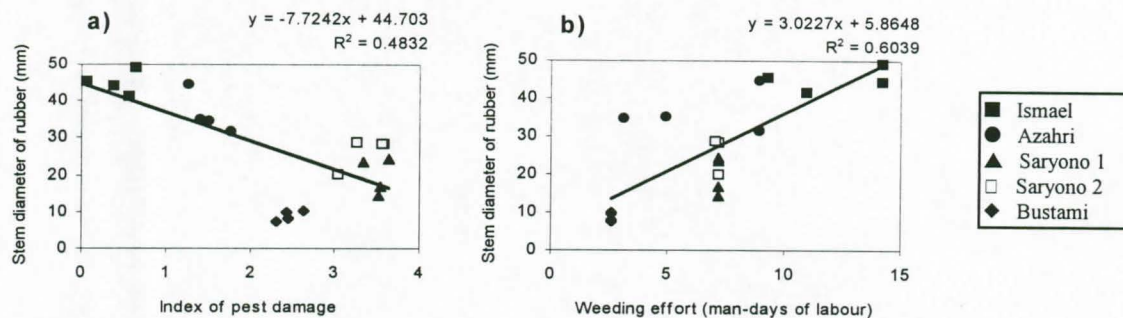 a)
y = -7.7242x + 44.703
R² = 0.4832
Stem diameter of rubber (mm)
50
40
30
20
10
0
0
1
2
3
4
Index of pest damage
b)
y = 3.0227x + 5.8648
R² = 0.6039
Stem diameter of rubber (mm)
50
40
30
20
10
0
0
5
10
15
Weeding effort (man-days of labour)
Ismael
Azahri
Saryono 1
Saryono 2
Bustami